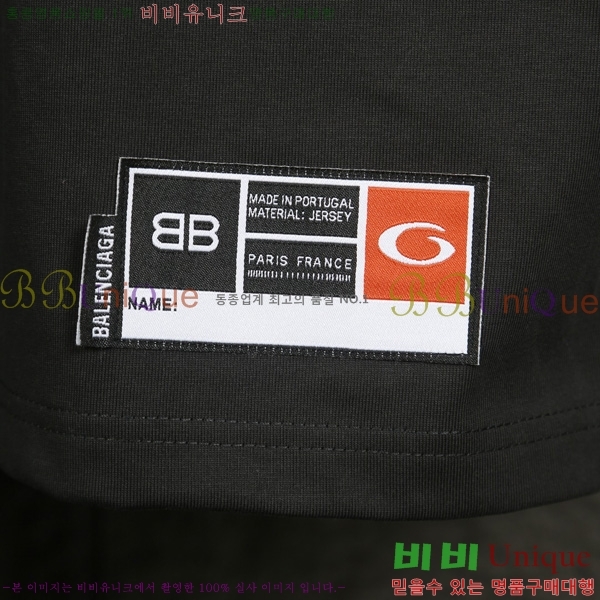 비비유니크
BALENCIAGA
BB
MADE IN PORTUGAL
MATERIAL: JERSEY
PARIS FRANCE
G
NAME:
BBUnique
동종업계 최고의 품질 NO.1
BBUnique
비비 Unique
믿을수 있는 명품구매대행
-본 이미지는 비비유니크에서 촬영한 100% 실사 이미지 입니다.-